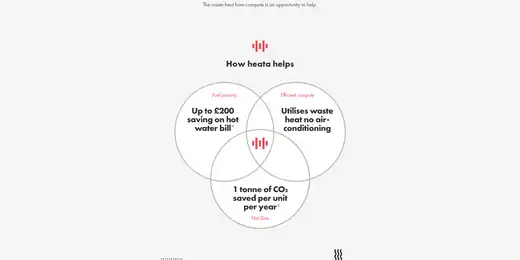 The waste heat from compute is an opportunity to help.
How heata helps
Fuel poverty
Up to £200
saving on hot
water bill*
Efficient compute
Utilises waste
heat no air-
conditioning
1 tonne of CO₂
saved per unit
per year
Net Zero